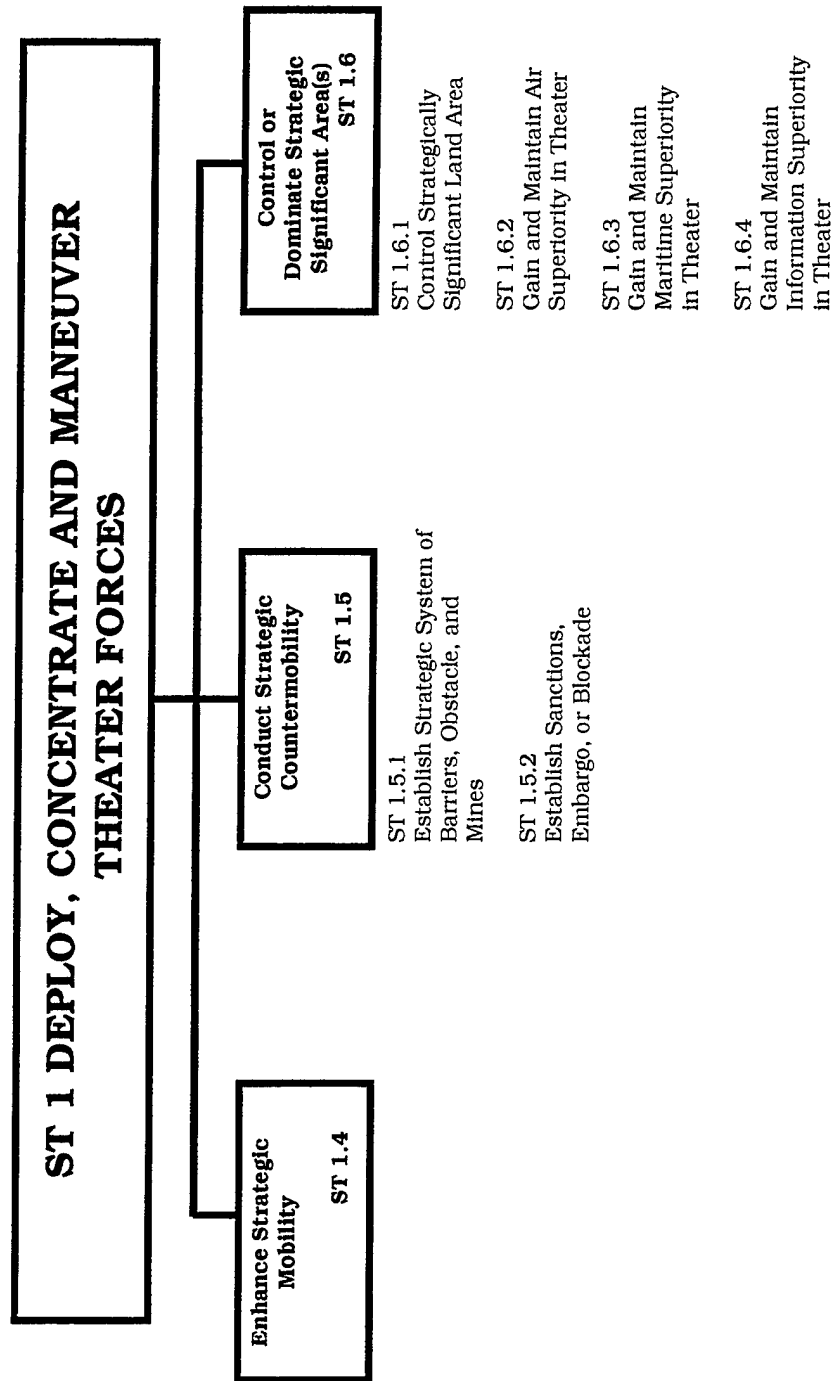 ST 1 DEPLOY, CONCENTRATE AND MANEUVER
THEATER FORCES
Enhance Strategic
Mobility
ST 1.4
Conduct Strategic
Countermobility
ST 1.5
ST 1.5.1
Establish Strategic System of
Barriers, Obstacle, and
Mines
ST 1.5.2
Establish Sanctions,
Embargo, or Blockade
Control or
Dominate Strategic
Significant Area(s)
ST 1.6
ST 1.6.1
Control Strategically
Significant Land Area
ST 1.6.2
Gain and Maintain Air
Superiority in Theater
ST 1.6.3
Gain and Maintain
Maritime Superiority
in Theater
ST 1.6.4
Gain and Maintain
Information Superiority
in Theater